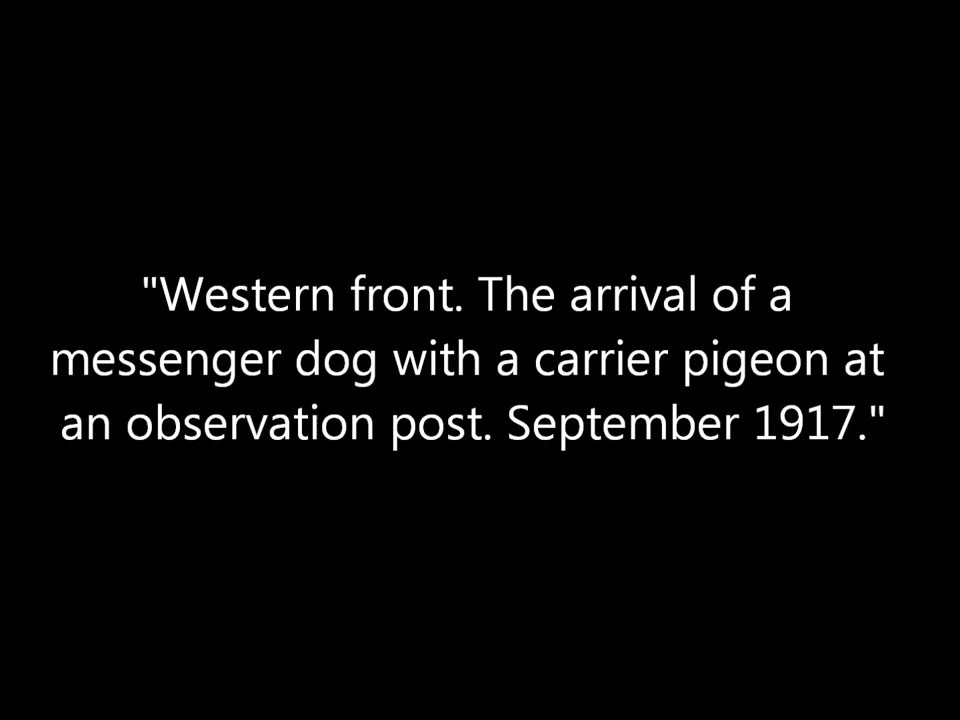 "Western front. The arrival of a
messenger dog with a carrier pigeon at
an observation post. September 1917."